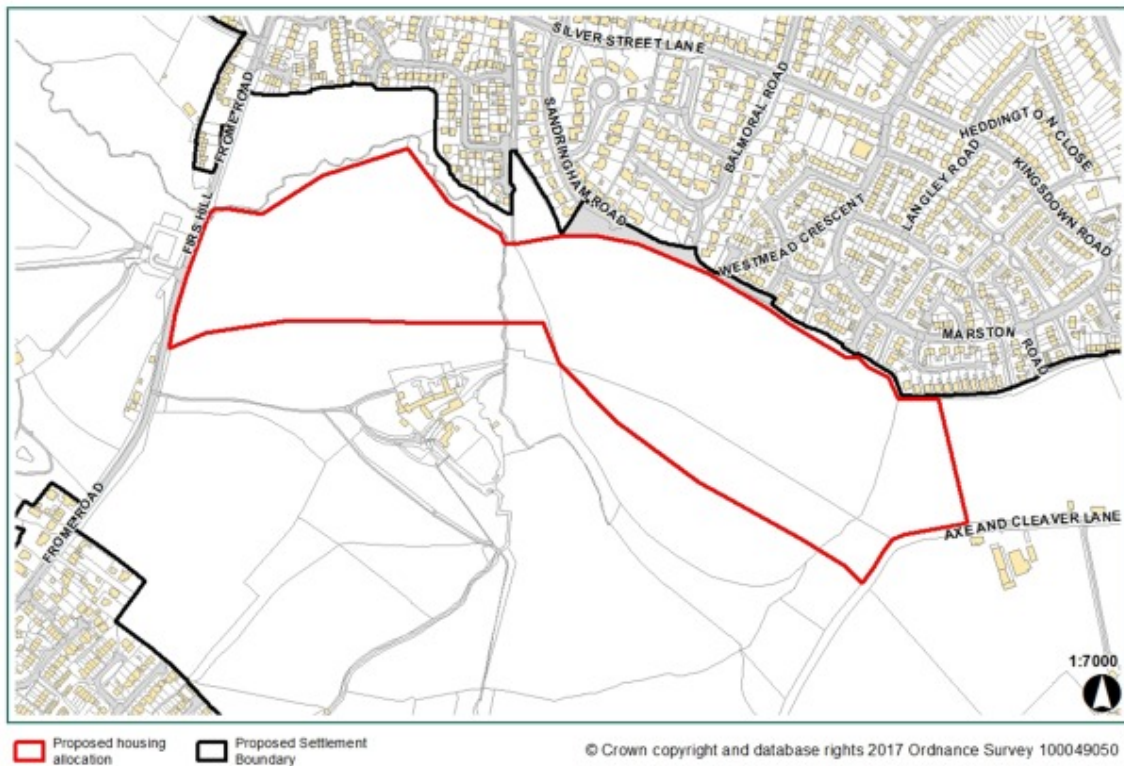 SILVER STREET LANE
FROME ROAD
SANDRINGHAM ROAD
BALMORAL ROAD
HEDDINGTON CLOSE
LANGLEY ROAD
KINGSDOWN ROAD
FIRS HILL
WESTMEAD CRESCENT
MARSTON ROAD
FROME ROAD
AXE AND CLEAVER LANE
1:7000
Proposed housing
allocation
Proposed Settlement
Boundary
© Crown copyright and database rights 2017 Ordnance Survey 100049050